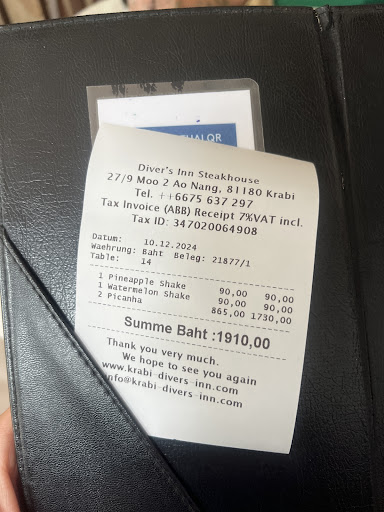 THALOR
Diver's Inn Steakhouse
27/9 Moo 2 Ao Nang, 81180 Krabi
Tel. ++6675 637 297
Tax Invoice (ABB) Receipt 7%VAT incl.
Tax ID: 347020064908
Datum: 10.12.2024
Waehrung: Baht Beleg: 21877/1
Table: 14
1 Pineapple Shake 90,00 90,00
1 Watermelon Shake 90,00 90,00
2 Picanha 865,00 1730,00
Summe Baht :1910,00
Thank you very much.
We hope to see you again
www.krabi-divers-inn.com
info@krabi-divers-inn.com